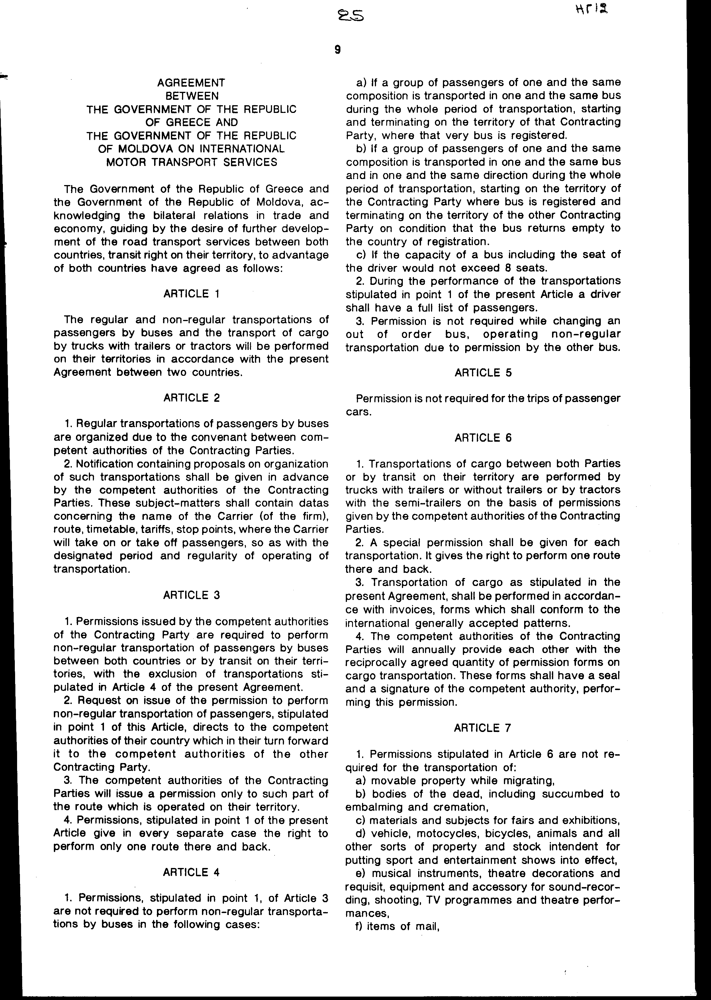 25
9
AGREEMENT
BETWEEN
THE GOVERNMENT OF THE REPUBLIC
OF GREECE AND
THE GOVERNMENT OF THE REPUBLIC
OF MOLDOVA ON INTERNATIONAL
MOTOR TRANSPORT SERVICES
The Government of the Republic of Greece and
the Government of the Republic of Moldova, ac-
knowledging the bilateral relations in trade and
economy, guiding by the desire of further develop-
ment of the road transport services between both
countries, transit right on their territory, to advantage
of both countries have agreed as follows:
ARTICLE 1
The regular and non-regular transportations of
passengers by buses and the transport of cargo
by trucks with trailers or tractors will be performed
on their territories in accordance with the present
Agreement between two countries.
ARTICLE 2
1. Regular transportations of passengers by buses
are organized due to the convenant between com-
petent authorities of the Contracting Parties.
2. Notification containing proposals on organization
of such transportations shall be given in advance
by the competent authorities of the Contracting
Parties. These subject-matters shall contain datas
concerning the name of the Carrier (of the firm),
route, timetable, tariffs, stop points, where the Carrier
will take on or take off passengers, so as with the
designated period and regularity of operating of
transportation.
ARTICLE 3
1. Permissions issued by the competent authorities
of the Contracting Party are required to perform
non-regular transportation of passengers by buses
between both countries or by transit on their terri-
tories, with the exclusion of transportations sti-
pulated in Article 4 of the present Agreement.
2. Request on issue of the permission to perform
non-regular transportation of passengers, stipulated
in point 1 of this Article, directs to the competent
authorities of their country which in their turn forward
it to the competent authorities of the other
Contracting Party.
3. The competent authorities of the Contracting
Parties will issue a permission only to such part of
the route which is operated on their territory.
4. Permissions, stipulated in point 1 of the present
Article give in every separate case the right to
perform only one route there and back.
ARTICLE 4
1. Permissions, stipulated in point 1, of Article 3
are not required to perform non-regular transporta-
tions by buses in the following cases:
a) If a group of passengers of one and the same
composition is transported in one and the same bus
during the whole period of transportation, starting
and terminating on the territory of that Contracting
Party, where that very bus is registered.
b) If a group of passengers of one and the same
composition is transported in one and the same bus
and in one and the same direction during the whole
period of transportation, starting on the territory of
the Contracting Party where bus is registered and
terminating on the territory of the other Contracting
Party on condition that the bus returns empty to
the country of registration.
c) If the capacity of a bus including the seat of
the driver would not exceed 8 seats.
2. During the performance of the transportations
stipulated in point 1 of the present Article a driver
shall have a full list of passengers.
3. Permission is not required while changing an
out of order bus, operating non-regular
transportation due to permission by the other bus.
ARTICLE 5
Permission is not required for the trips of passenger
cars.
ARTICLE 6
1. Transportations of cargo between both Parties
or by transit on their territory are performed by
trucks with trailers or without trailers or by tractors
with the semi-trailers on the basis of permissions
given by the competent authorities of the Contracting
Parties.
2. A special permission shall be given for each
transportation. It gives the right to perform one route
there and back.
3. Transportation of cargo as stipulated in the
present Agreement, shall be performed in accordan-
ce with invoices, forms which shall conform to the
international generally accepted patterns.
4. The competent authorities of the Contracting
Parties will annually provide each other with the
reciprocally agreed quantity of permission forms on
cargo transportation. These forms shall have a seal
and a signature of the competent authority, perfor-
ming this permission.
ARTICLE 7
1. Permissions stipulated in Article 6 are not re-
quired for the transportation of:
a) movable property while migrating,
b) bodies of the dead, including succumbed to
embalming and cremation,
c) materials and subjects for fairs and exhibitions,
d) vehicle, motocycles, bicycles, animals and all
other sorts of property and stock intendent for
putting sport and entertainment shows into effect,
e) musical instruments, theatre decorations and
requisit, equipment and accessory for sound-recor-
ding, shooting, TV programmes and theatre perfor-
mances,
f) items of mail,